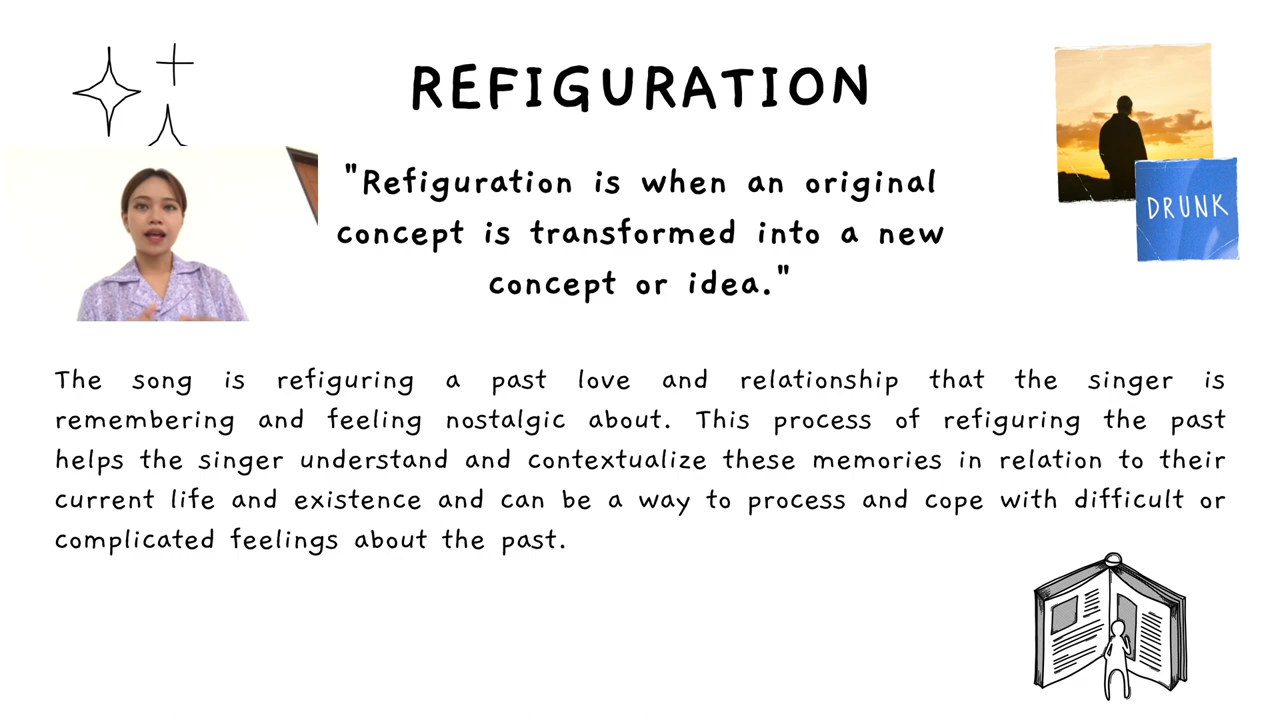 REFIGURATION
"Refiguration is when an original
concept is transformed into a new
concept or idea."
DRUNK
The song is refiguring a past love and relationship that the singer is
remembering and feeling nostalgic about. This process of refiguring the past
helps the singer understand and contextualize these memories in relation to their
current life and existence and can be a way to process and cope with difficult or
complicated feelings about the past.